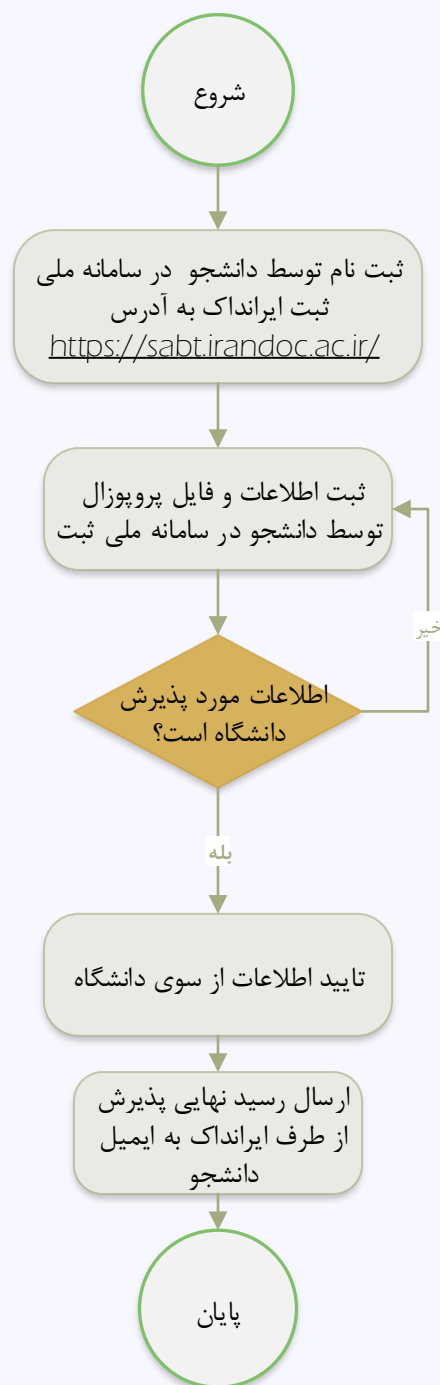 شروع
ثبت نام توسط دانشجو در سامانه ملی
ثبت ایرانداک به آدرس
https://sabt.irandoc.ac.ir/
ثبت اطلاعات و فایل پروپوزال
توسط دانشجو در سامانه ملی ثبت
خیر
اطلاعات مورد پذیرش
دانشگاه است؟
بله
تایید اطلاعات از سوی دانشگاه
ارسال رسید نهایی پذیرش
از طرف ایرانداک به ایمیل
دانشجو
پایان